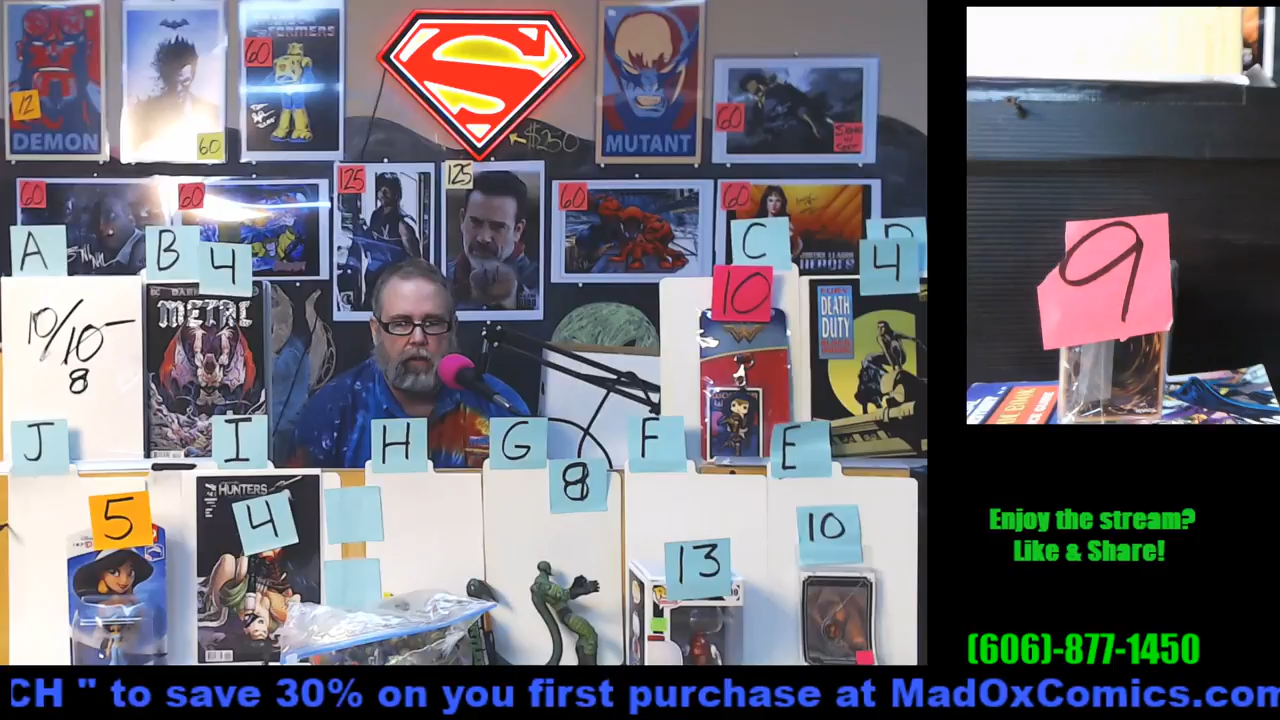 12
DEMON
60
60
MUTANT
60
$250
60
60
125
125
60
60
HEROES
A
B
4
C
10
4
10/10
8
METAL
DEATH
DUTY
J
I
H
G
F
E
8
5
HUNTERS
4
13
10
9
Enjoy the stream?
Like & Share!
(606)-877-1450
CH " to save 30% on you first purchase at MadOxComics.com